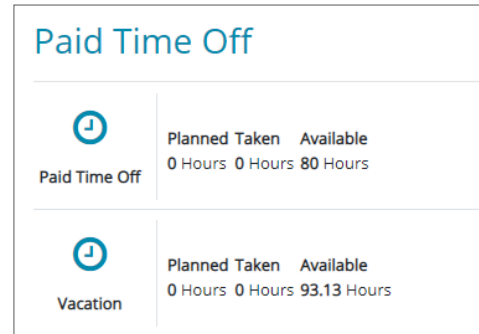 Paid Time Off
Planned Taken Available
0 Hours 0 Hours 80 Hours
Paid Time Off
Planned Taken Available
0 Hours 0 Hours 93.13 Hours
Vacation